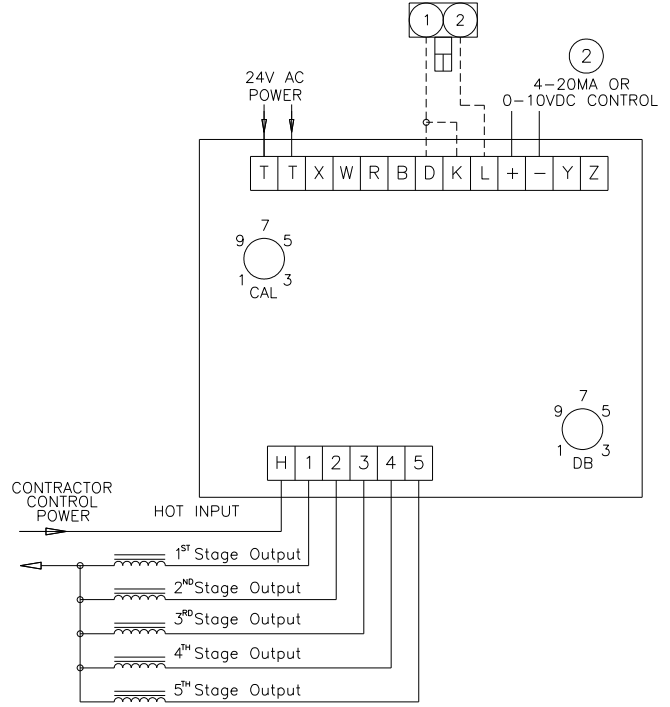 1 2
2
24V AC
POWER
4-20MA OR
0-10VDC CONTROL
T T X W R B D K L + - Y Z
7
9 5
1 3
CAL
7
9 5
1 3
DB
H 1 2 3 4 5
CONTRACTOR
CONTROL
POWER
HOT INPUT
1ST Stage Output
2ND Stage Output
3RD Stage Output
4TH Stage Output
5TH Stage Output